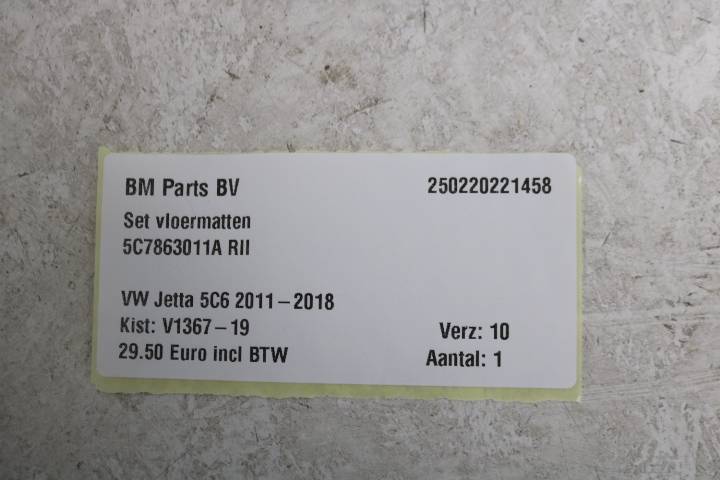 BM Parts BV 250220221458
Set vloermatten
5C7863011A RII
VW Jetta 5C6 2011-2018
Kist: V1367-19 Verz: 10
29.50 Euro incl BTW Aantal: 1